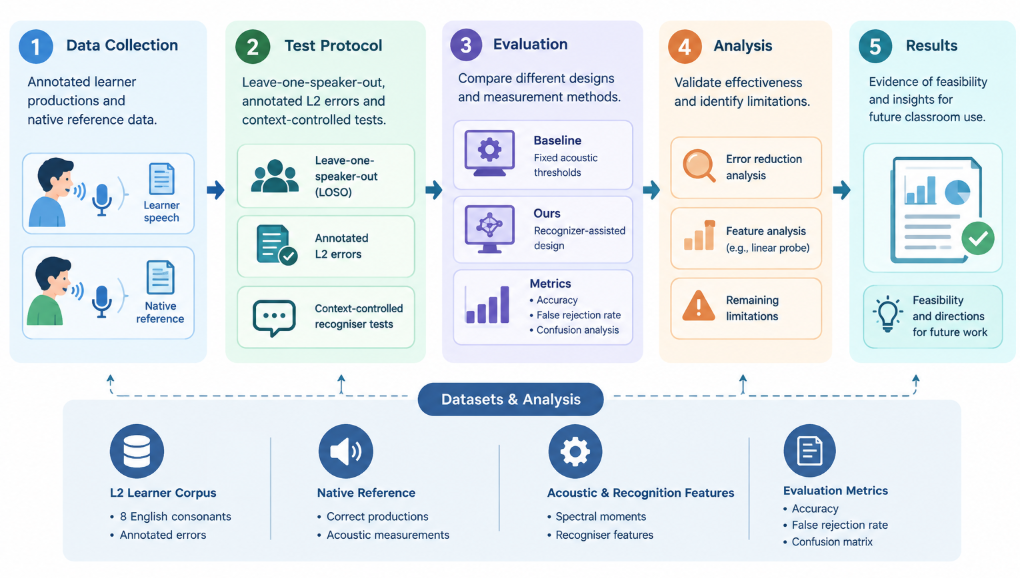 1 Data Collection
Annotated learner
productions and
native reference data.
Learner
speech
Native
reference
2 Test Protocol
Leave-one-speaker-out,
annotated L2 errors and
context-controlled tests.
Leave-one-
speaker-out
(LOSO)
Annotated
L2 errors
Context-controlled
recogniser tests
3 Evaluation
Compare different designs
and measurement methods.
Baseline
Fixed acoustic
thresholds
Ours
Recognizer-assisted
design
Metrics
• Accuracy
• False rejection rate
• Confusion analysis
4 Analysis
Validate effectiveness
and identify limitations.
Error reduction
analysis
Feature analysis
(e.g., linear probe)
Remaining
limitations
5 Results
Evidence of feasibility
and insights for
future classroom use.
Feasibility
and directions
for future work
Datasets & Analysis
L2 Learner Corpus
• 8 English consonants
• Annotated errors
Native Reference
• Correct productions
• Acoustic measurements
Acoustic & Recognition Features
• Spectral moments
• Recogniser features
Evaluation Metrics
• Accuracy
• False rejection rate
• Confusion matrix